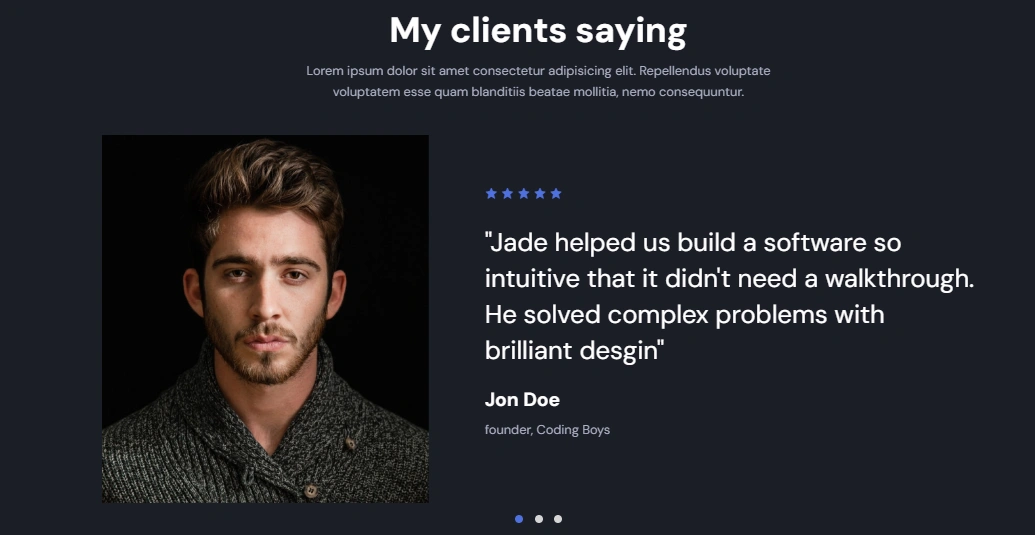 My clients saying
Lorem ipsum dolor sit amet consectetur adipisicing elit. Repellendus voluptate
voluptatem esse quam blanditiis beatae mollitia, nemo consequuntur.
"Jade helped us build a software so
intuitive that it didn't need a walkthrough.
He solved complex problems with
brilliant desgin"
Jon Doe
founder, Coding Boys